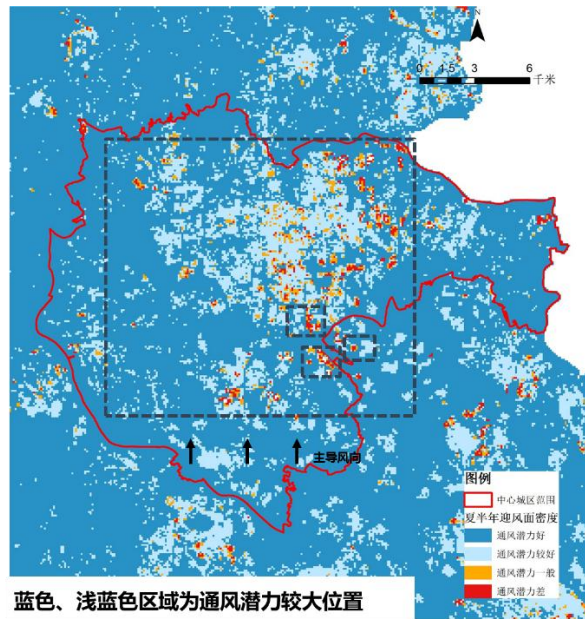 N
0 1.5 3 6
千米
主导风向
图例
中心城区范围
夏半年迎风面密度
通风潜力好
通风潜力较好
通风潜力一般
通风潜力差
蓝色、浅蓝色区域为通风潜力较大位置